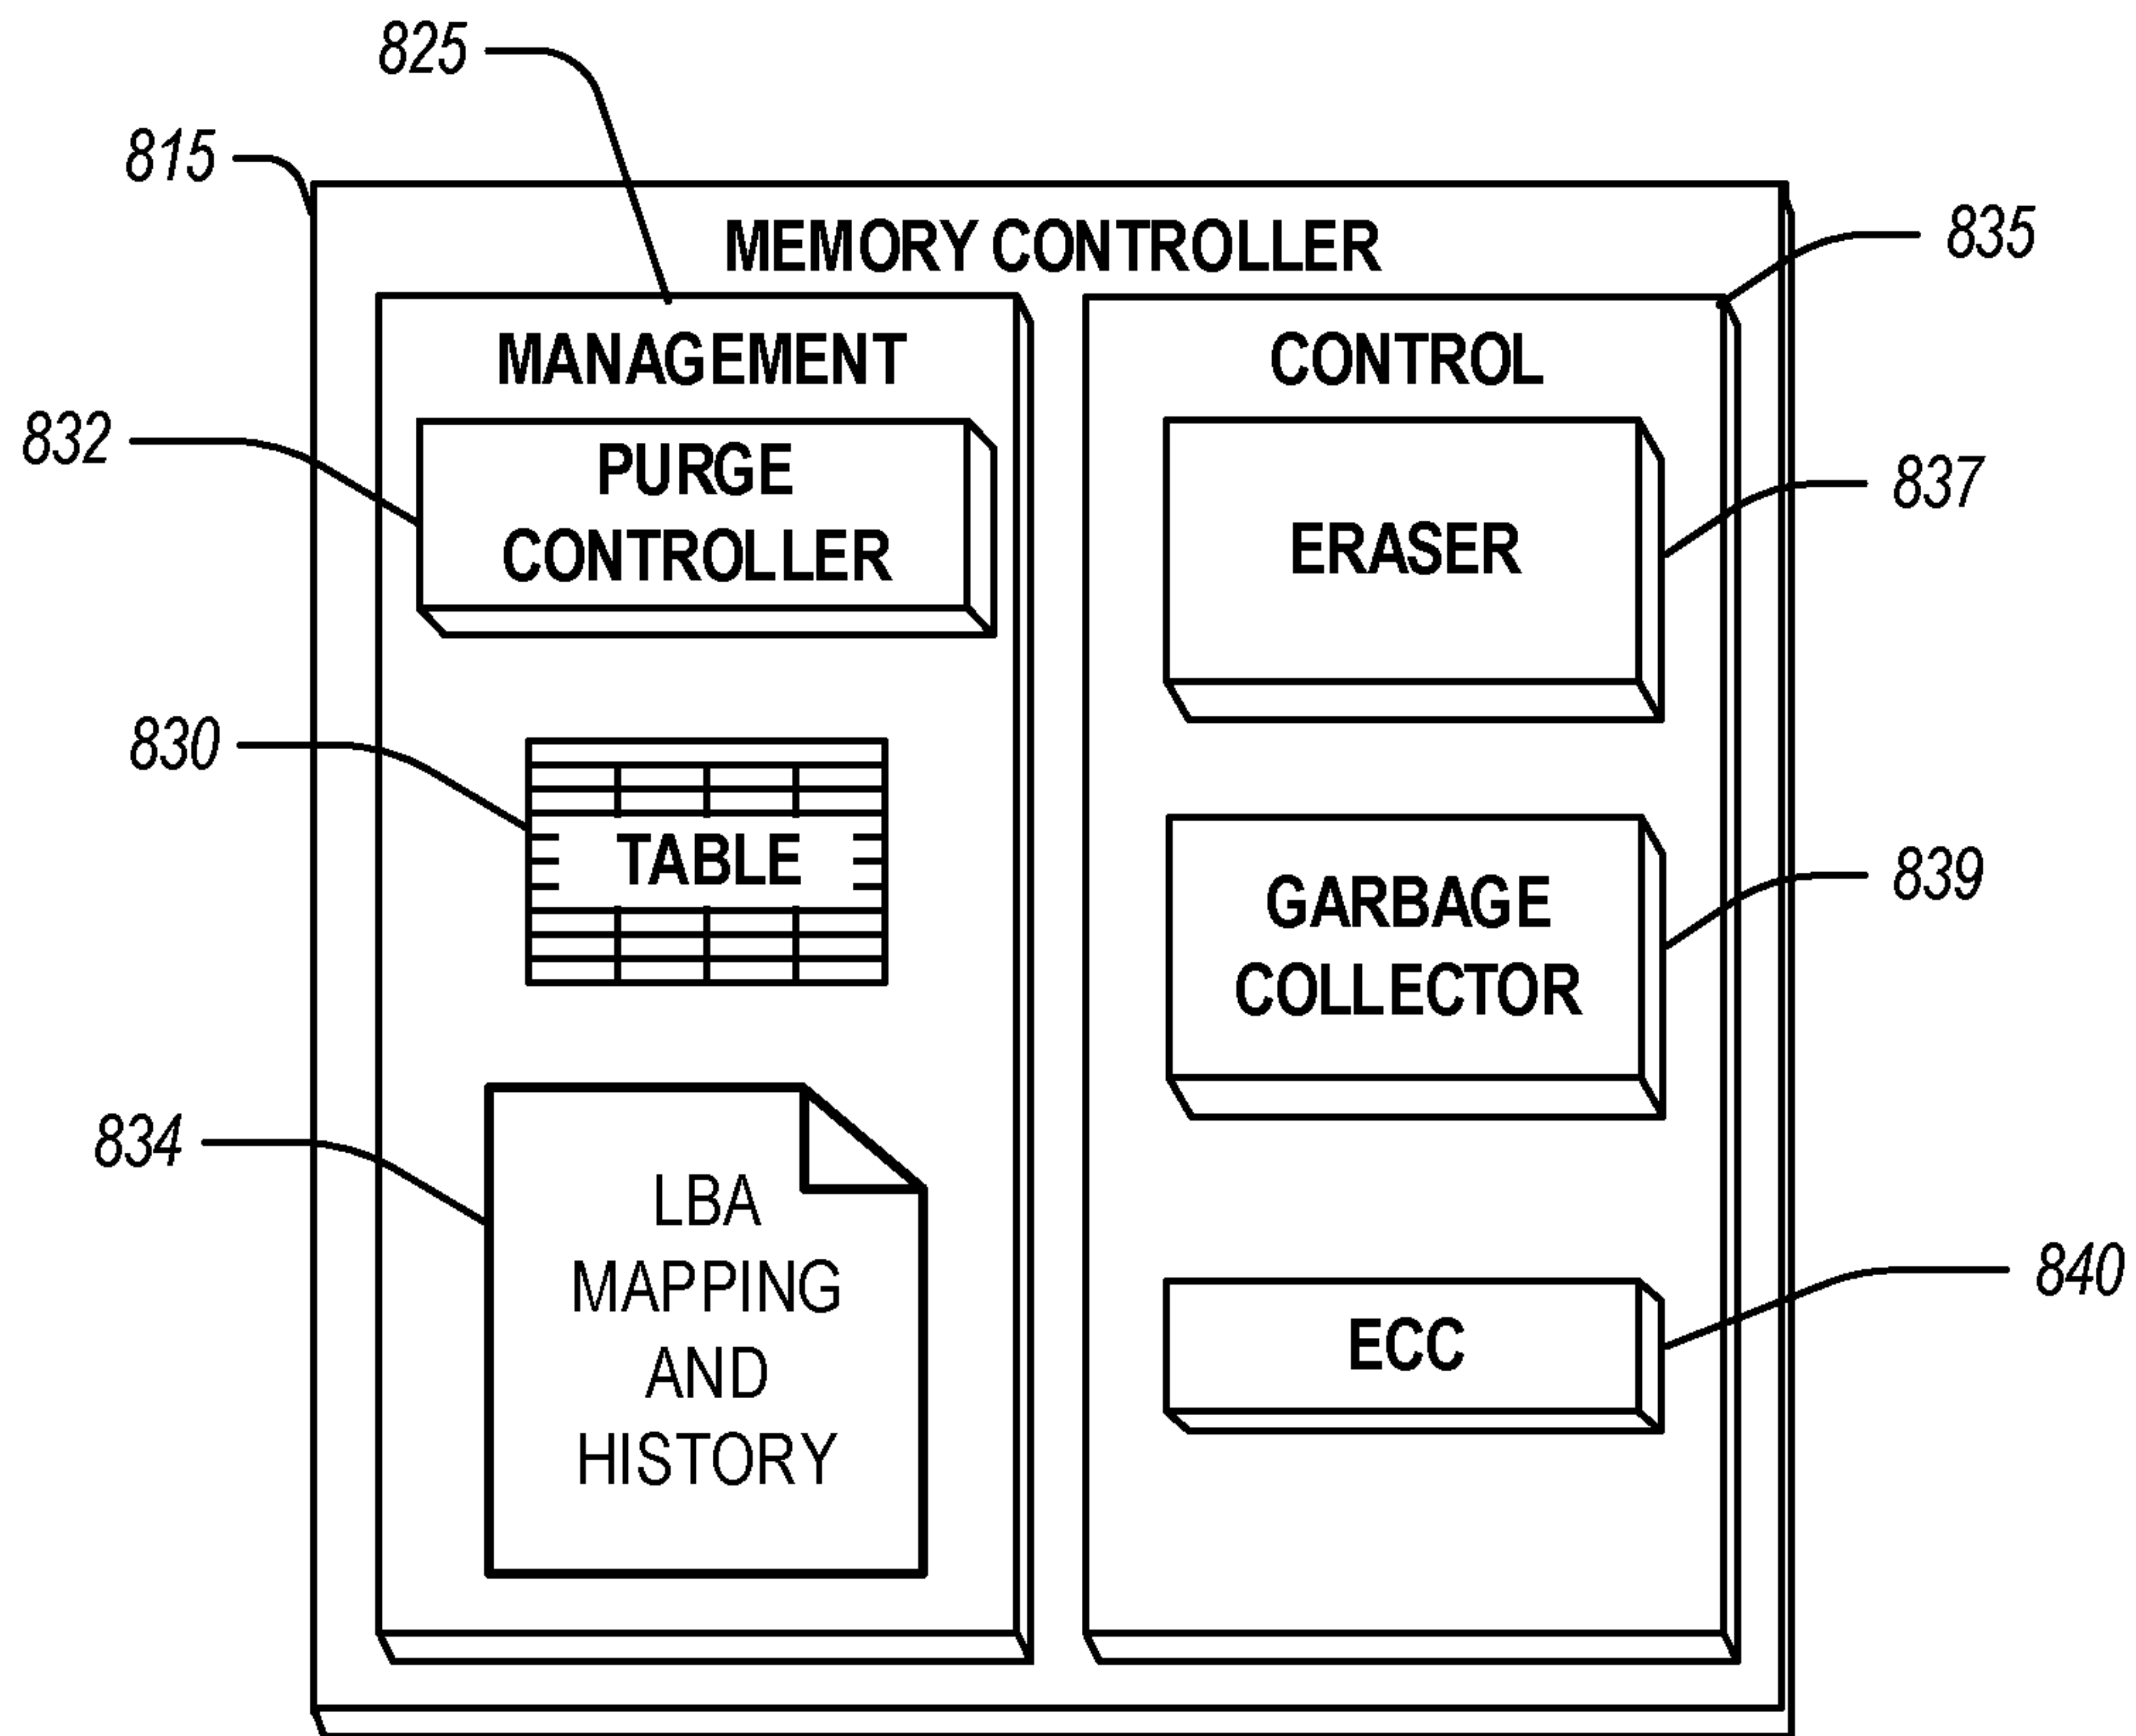 825
815
MEMORY CONTROLLER
835
MANAGEMENT
CONTROL
832
PURGE
CONTROLLER
837
ERASER
830
TABLE
839
GARBAGE
COLLECTOR
834
LBA
MAPPING
AND
HISTORY
840
ECC